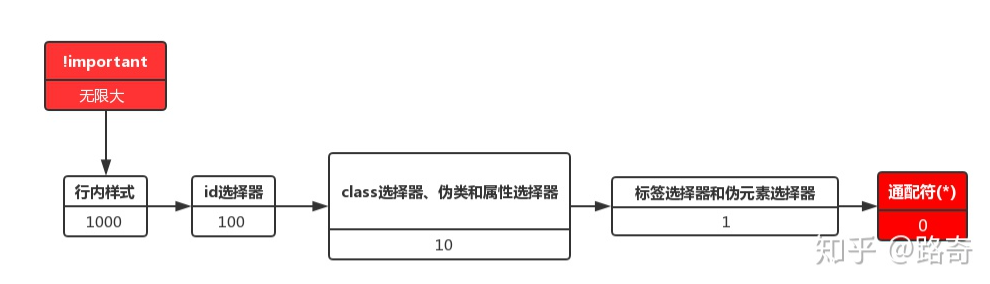 !important
无限大
行内样式
1000
id选择器
100
class选择器、伪类和属性选择器
10
标签选择器和伪元素选择器
1
通配符(*)
0
知乎 @路奇